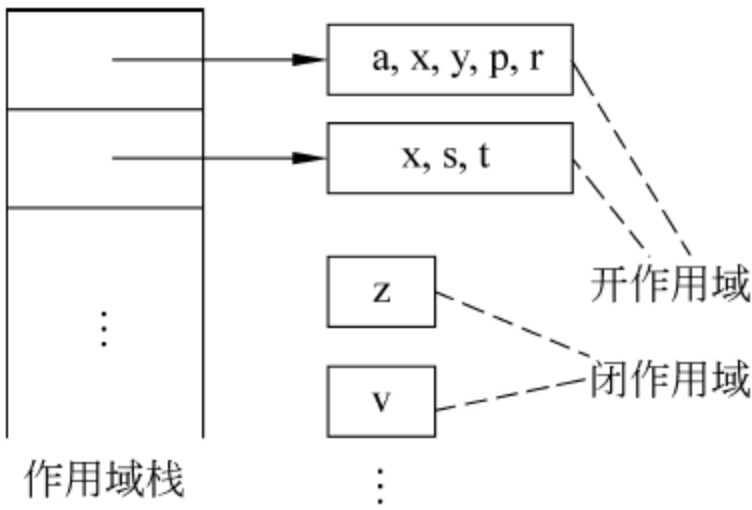 a, x, y, p, r
x, s, t
z
开作用域
v
闭作用域
作用域栈